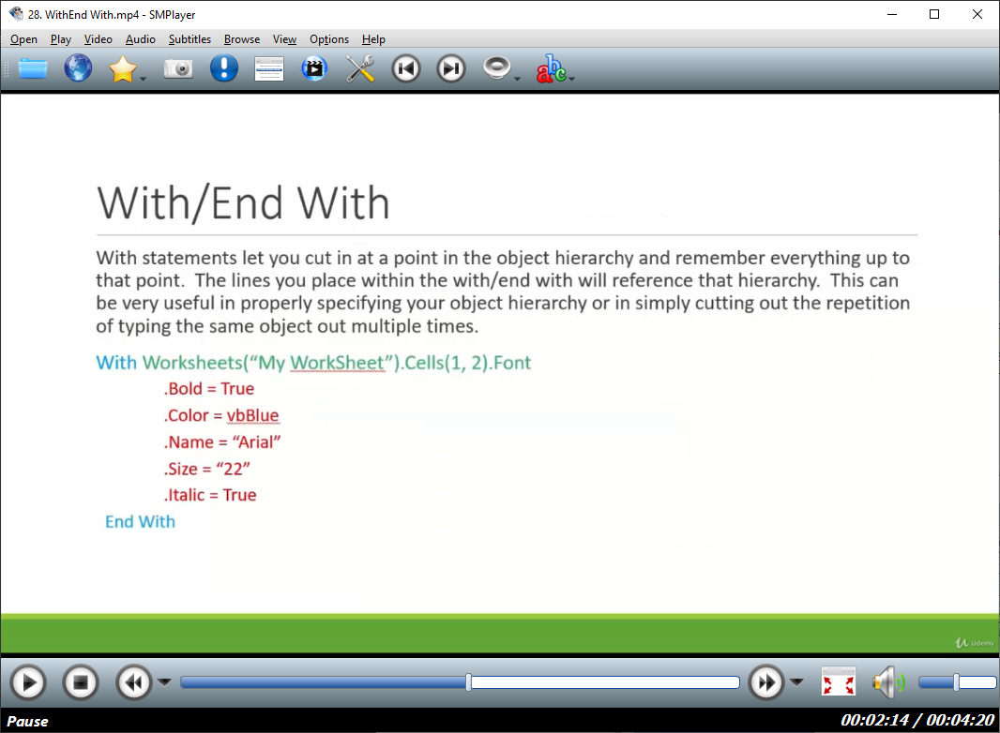 28. WithEnd With.mp4 - SMPlayer
Open Play Video Audio Subtitles Browse View Options Help
abc
With/End With
With statements let you cut in at a point in the object hierarchy and remember everything up to
that point. The lines you place within the with/end with will reference that hierarchy. This can
be very useful in properly specifying your object hierarchy or in simply cutting out the repetition
of typing the same object out multiple times.
With Worksheets(“My WorkSheet”).Cells(1, 2).Font
.Bold = True
.Color = vbBlue
.Name = “Arial”
.Size = “22”
.Italic = True
End With
Udemy
Pause
00:02:14 / 00:04:20